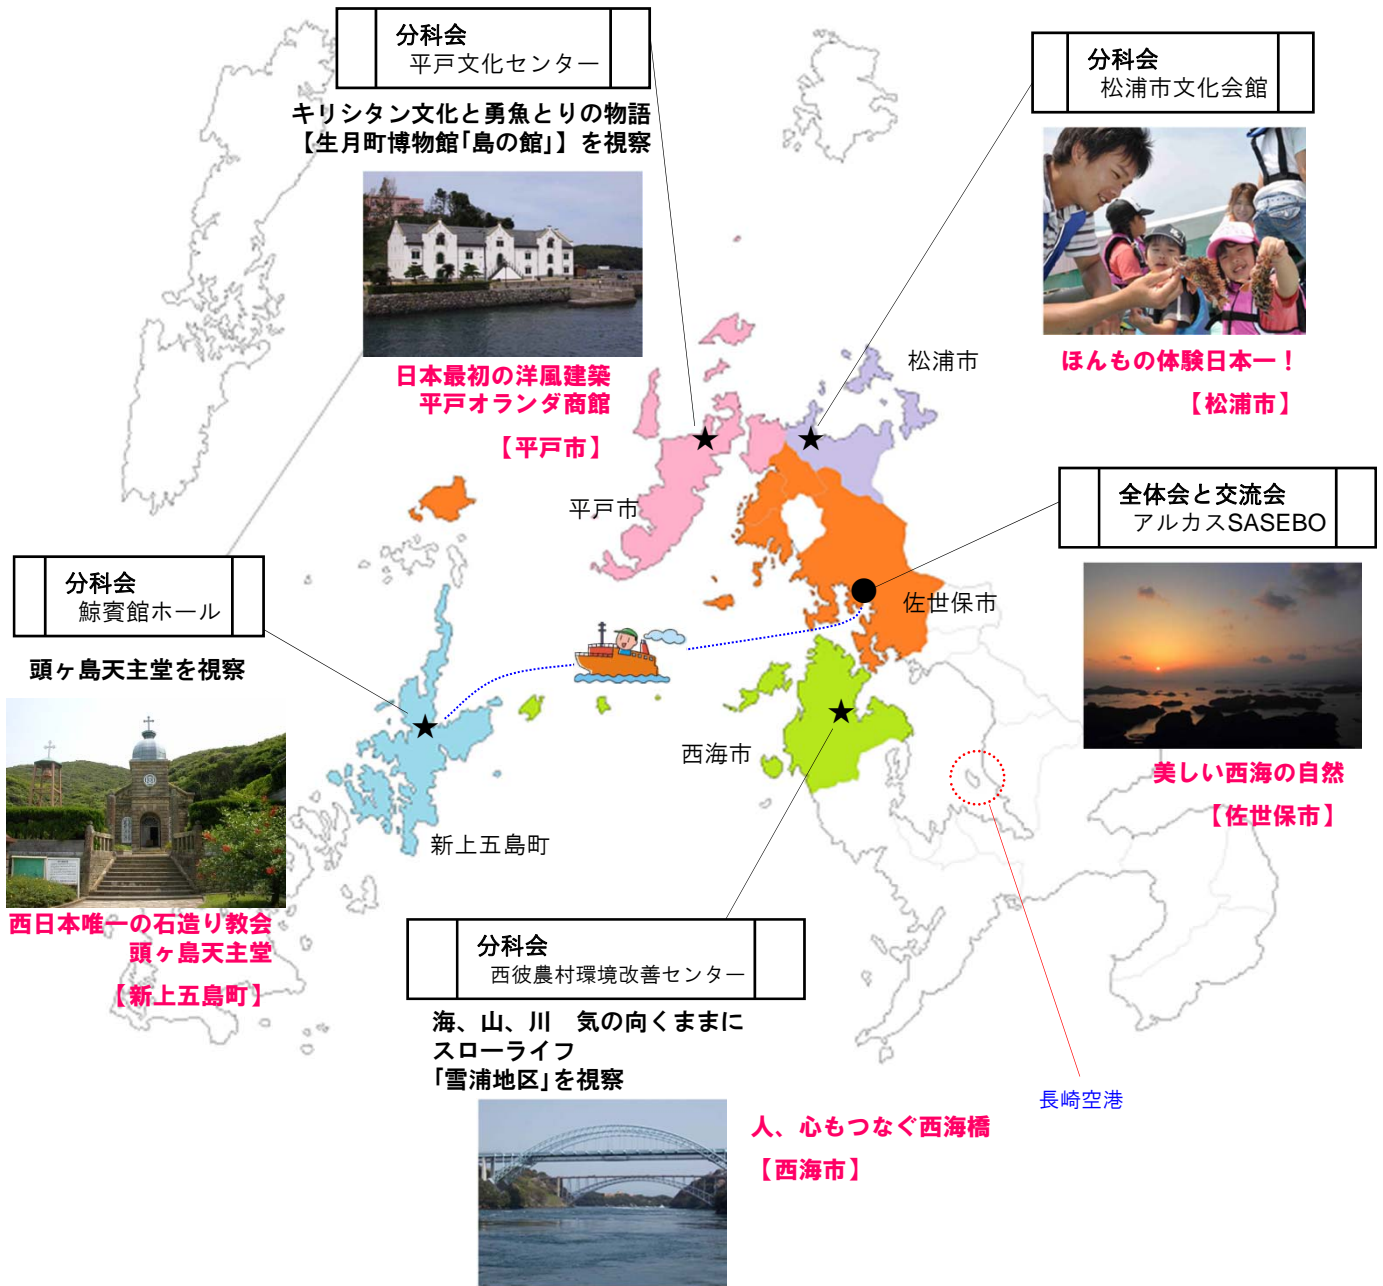 分科会
平戸文化センター
キリシタン文化と勇魚とりの物語
【生月町博物館｢島の館｣】を視察
日本最初の洋風建築
平戸オランダ商館
【平戸市】
分科会
松浦市文化会館
ほんもの体験日本一！
【松浦市】
松浦市
平戸市
全体会と交流会
アルカスSASEBO
佐世保市
美しい西海の自然
【佐世保市】
分科会
鯨賓館ホール
頭ヶ島天主堂を視察
西日本唯一の石造り教会
頭ヶ島天主堂
【新上五島町】
新上五島町
西海市
分科会
西彼農村環境改善センター
海、山、川　気の向くままに
スローライフ
｢雪浦地区｣を視察
人、心もつなぐ西海橋
【西海市】
長崎空港